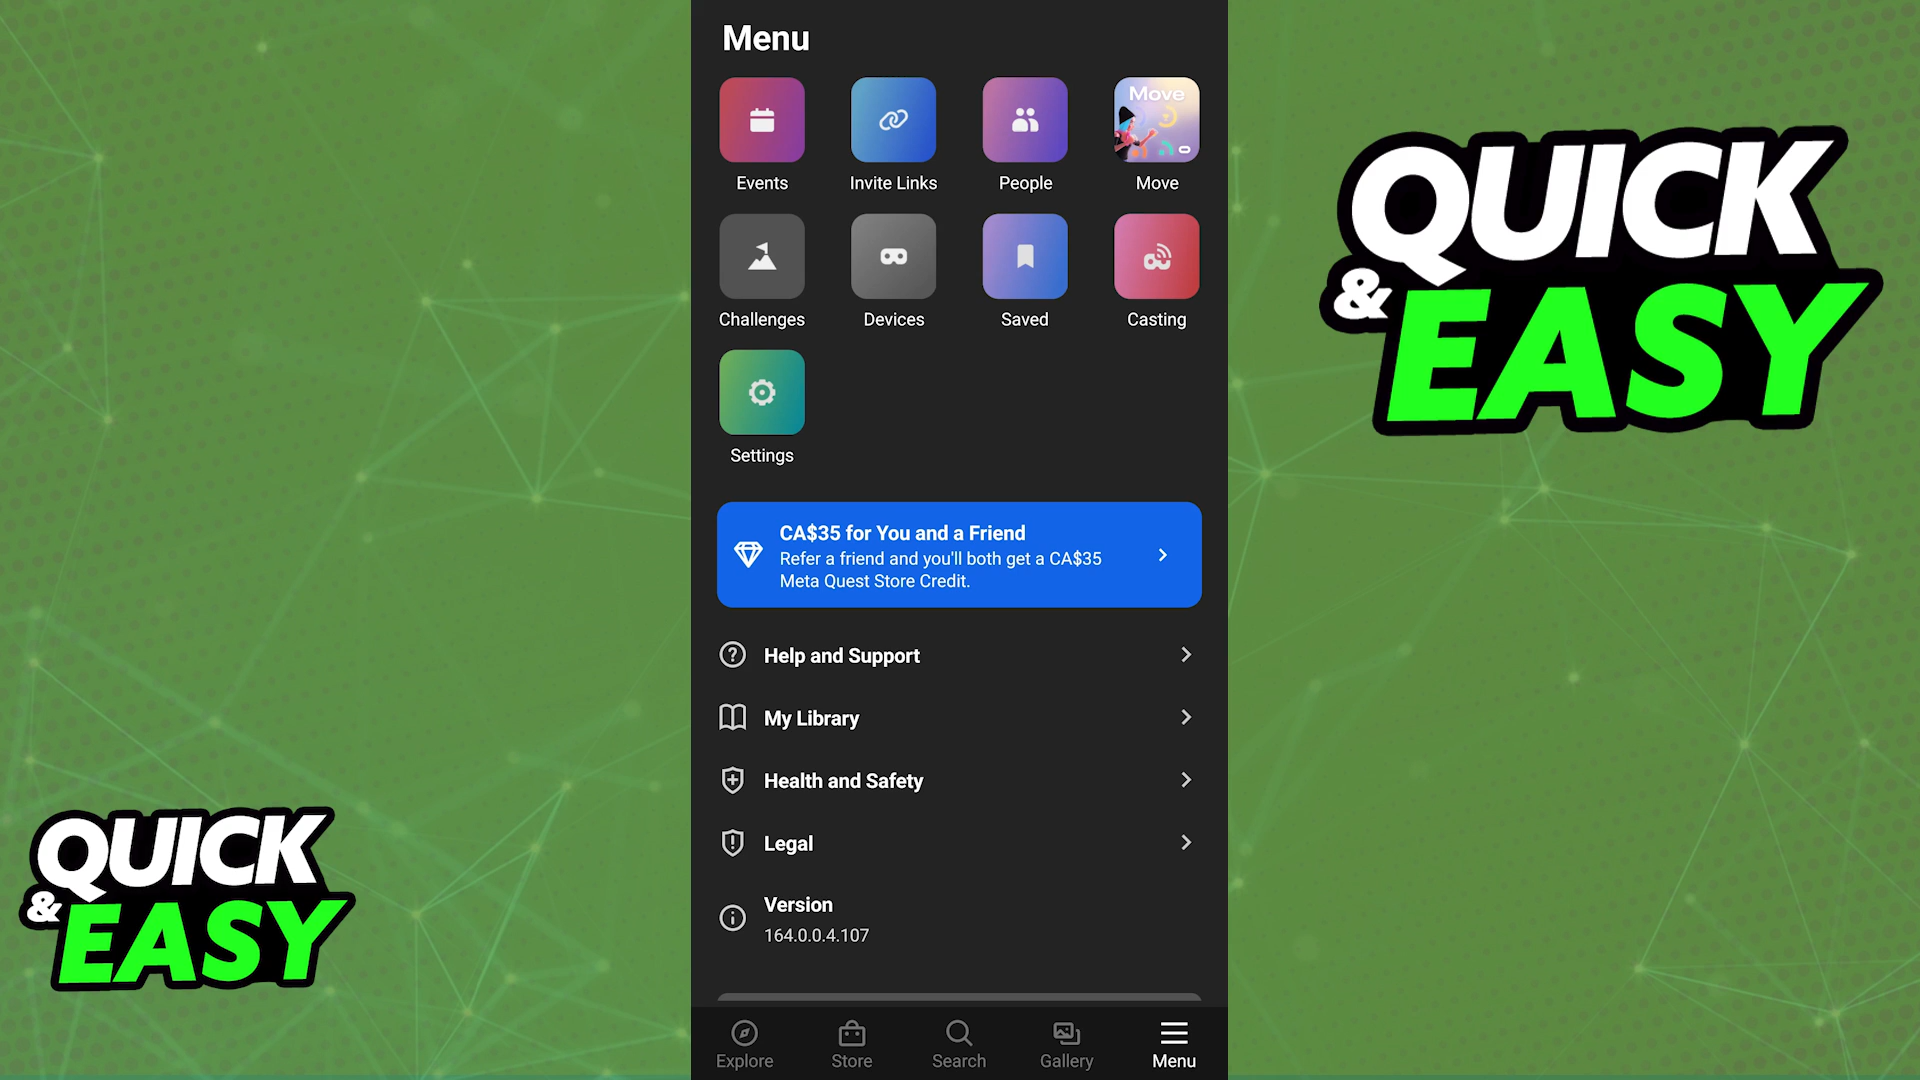 Menu
Move
Events
Invite Links
People
Move
Challenges
Devices
Saved
Casting
Settings
CA$35 for You and a Friend
Refer a friend and you'll both get a CA$35
Meta Quest Store Credit.
Help and Support
My Library
Health and Safety
Legal
Version
164.0.0.4.107
Explore
Store
Search
Gallery
Menu
QUICK
& EASY
QUICK
& EASY